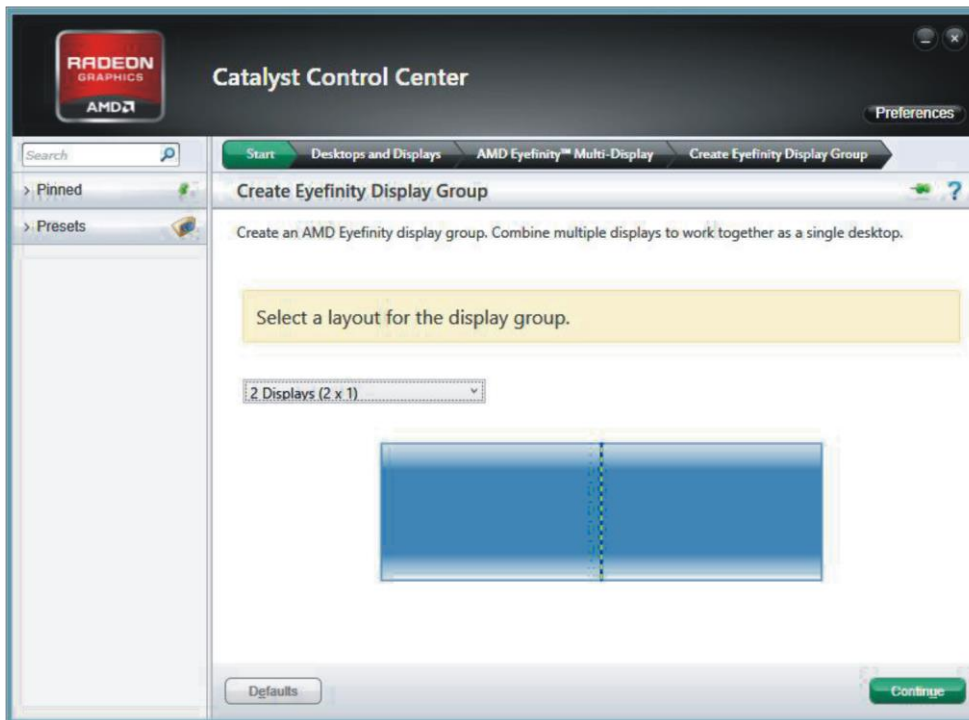 RADEON
GRAPHICS
AMD
Catalyst Control Center
Preferences
Search
Start
Desktops and Displays
AMD Eyefinity™ Multi-Display
Create Eyefinity Display Group
> Pinned
> Presets
Create Eyefinity Display Group
?
Create an AMD Eyefinity display group. Combine multiple displays to work together as a single desktop.
Select a layout for the display group.
2 Displays (2 x 1)
Defaults
Continue